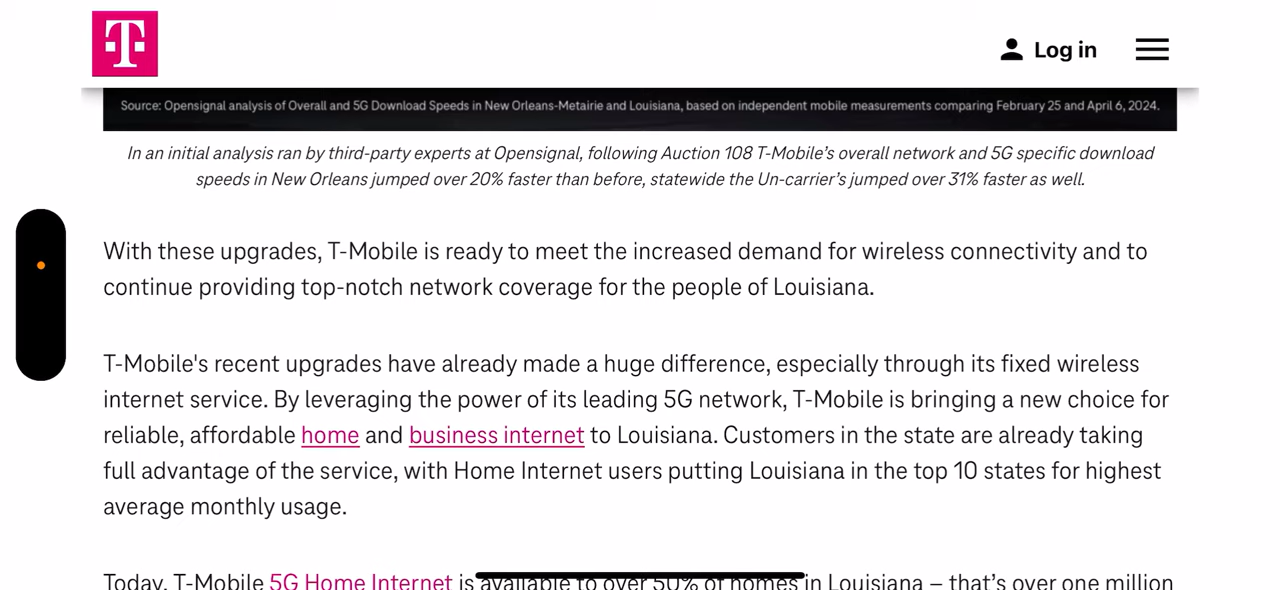 T
Log in
Source: Opensignal analysis of Overall and 5G Download Speeds in New Orleans-Metairie and Louisiana, based on independent mobile measurements comparing February 25 and April 6, 2024.
In an initial analysis ran by third-party experts at Opensignal, following Auction 108 T-Mobile’s overall network and 5G specific download
speeds in New Orleans jumped over 20% faster than before, statewide the Un-carrier’s jumped over 31% faster as well.
With these upgrades, T-Mobile is ready to meet the increased demand for wireless connectivity and to
continue providing top-notch network coverage for the people of Louisiana.
T-Mobile's recent upgrades have already made a huge difference, especially through its fixed wireless
internet service. By leveraging the power of its leading 5G network, T-Mobile is bringing a new choice for
reliable, affordable home and business internet to Louisiana. Customers in the state are already taking
full advantage of the service, with Home Internet users putting Louisiana in the top 10 states for highest
average monthly usage.
Today, T-Mobile 5G Home Internet is available to over 50% of homes in Louisiana – that’s over one million